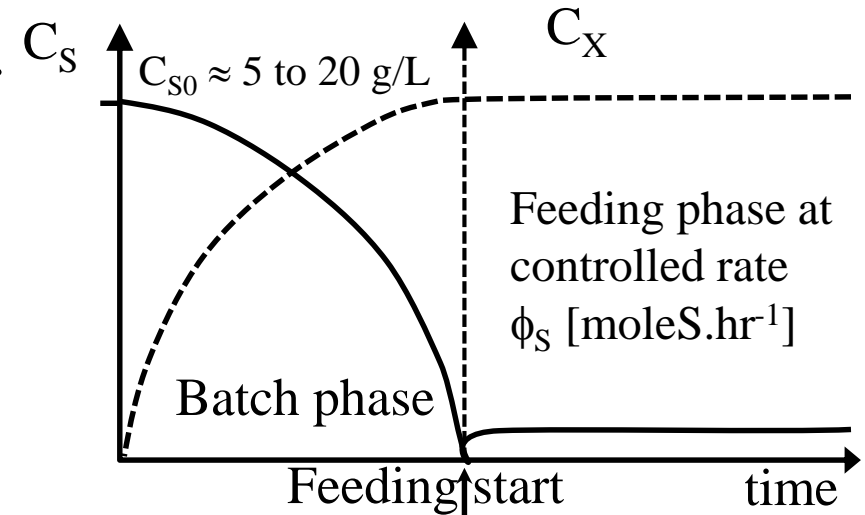 C_S
C_X
C_S0 ≈ 5 to 20 g/L
Feeding phase at
controlled rate
ϕ_S [moleS.hr⁻¹]
Batch phase
Feeding start
time